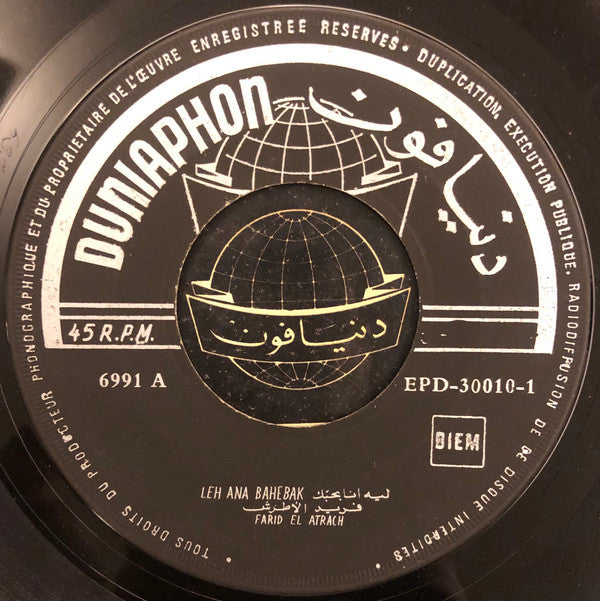 TOUS DROITS DU PRODUCTEUR PHONOGRAPHIQUE ET DU PROPRIETAIRE DE L'ŒUVRE ENREGISTREE RESERVES • DUPLICATION, EXECUTION PUBLIQUE, RADIODIFUSION DE CE DISQUE INTERDITES •
DUNIAPHON
دنيافون
دنيافون
45 R.P.M.
6991 A
EPD-30010-1
BIEM
LEH ANA BAHEBAK ليه انا بحبك
فريد الأطرش
FARID EL ATRACH